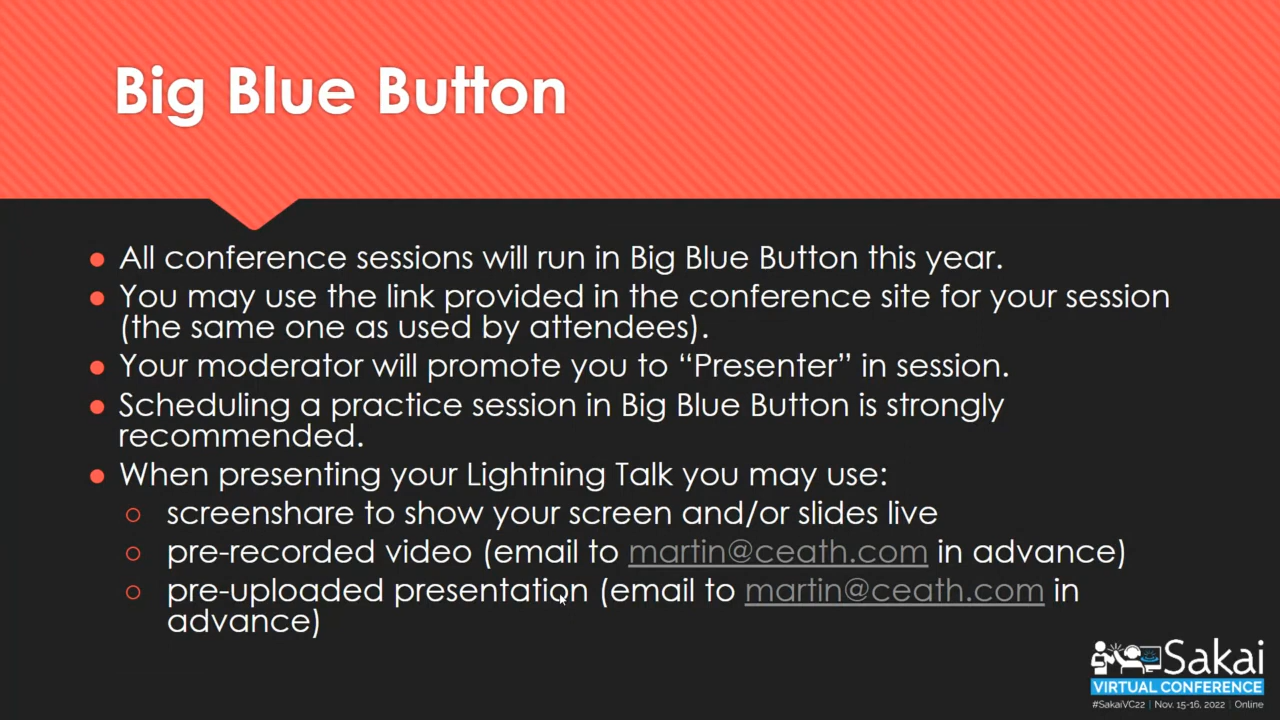 Big Blue Button
● All conference sessions will run in Big Blue Button this year.
● You may use the link provided in the conference site for your session
(the same one as used by attendees).
● Your moderator will promote you to “Presenter” in session.
● Scheduling a practice session in Big Blue Button is strongly
recommended.
● When presenting your Lightning Talk you may use:
○ screenshare to show your screen and/or slides live
○ pre-recorded video (email to martin@ceath.com in advance)
○ pre-uploaded presentation (email to martin@ceath.com in
advance)
Sakai
VIRTUAL CONFERENCE
#SakaiVC22 | Nov. 15-16, 2022 | Online